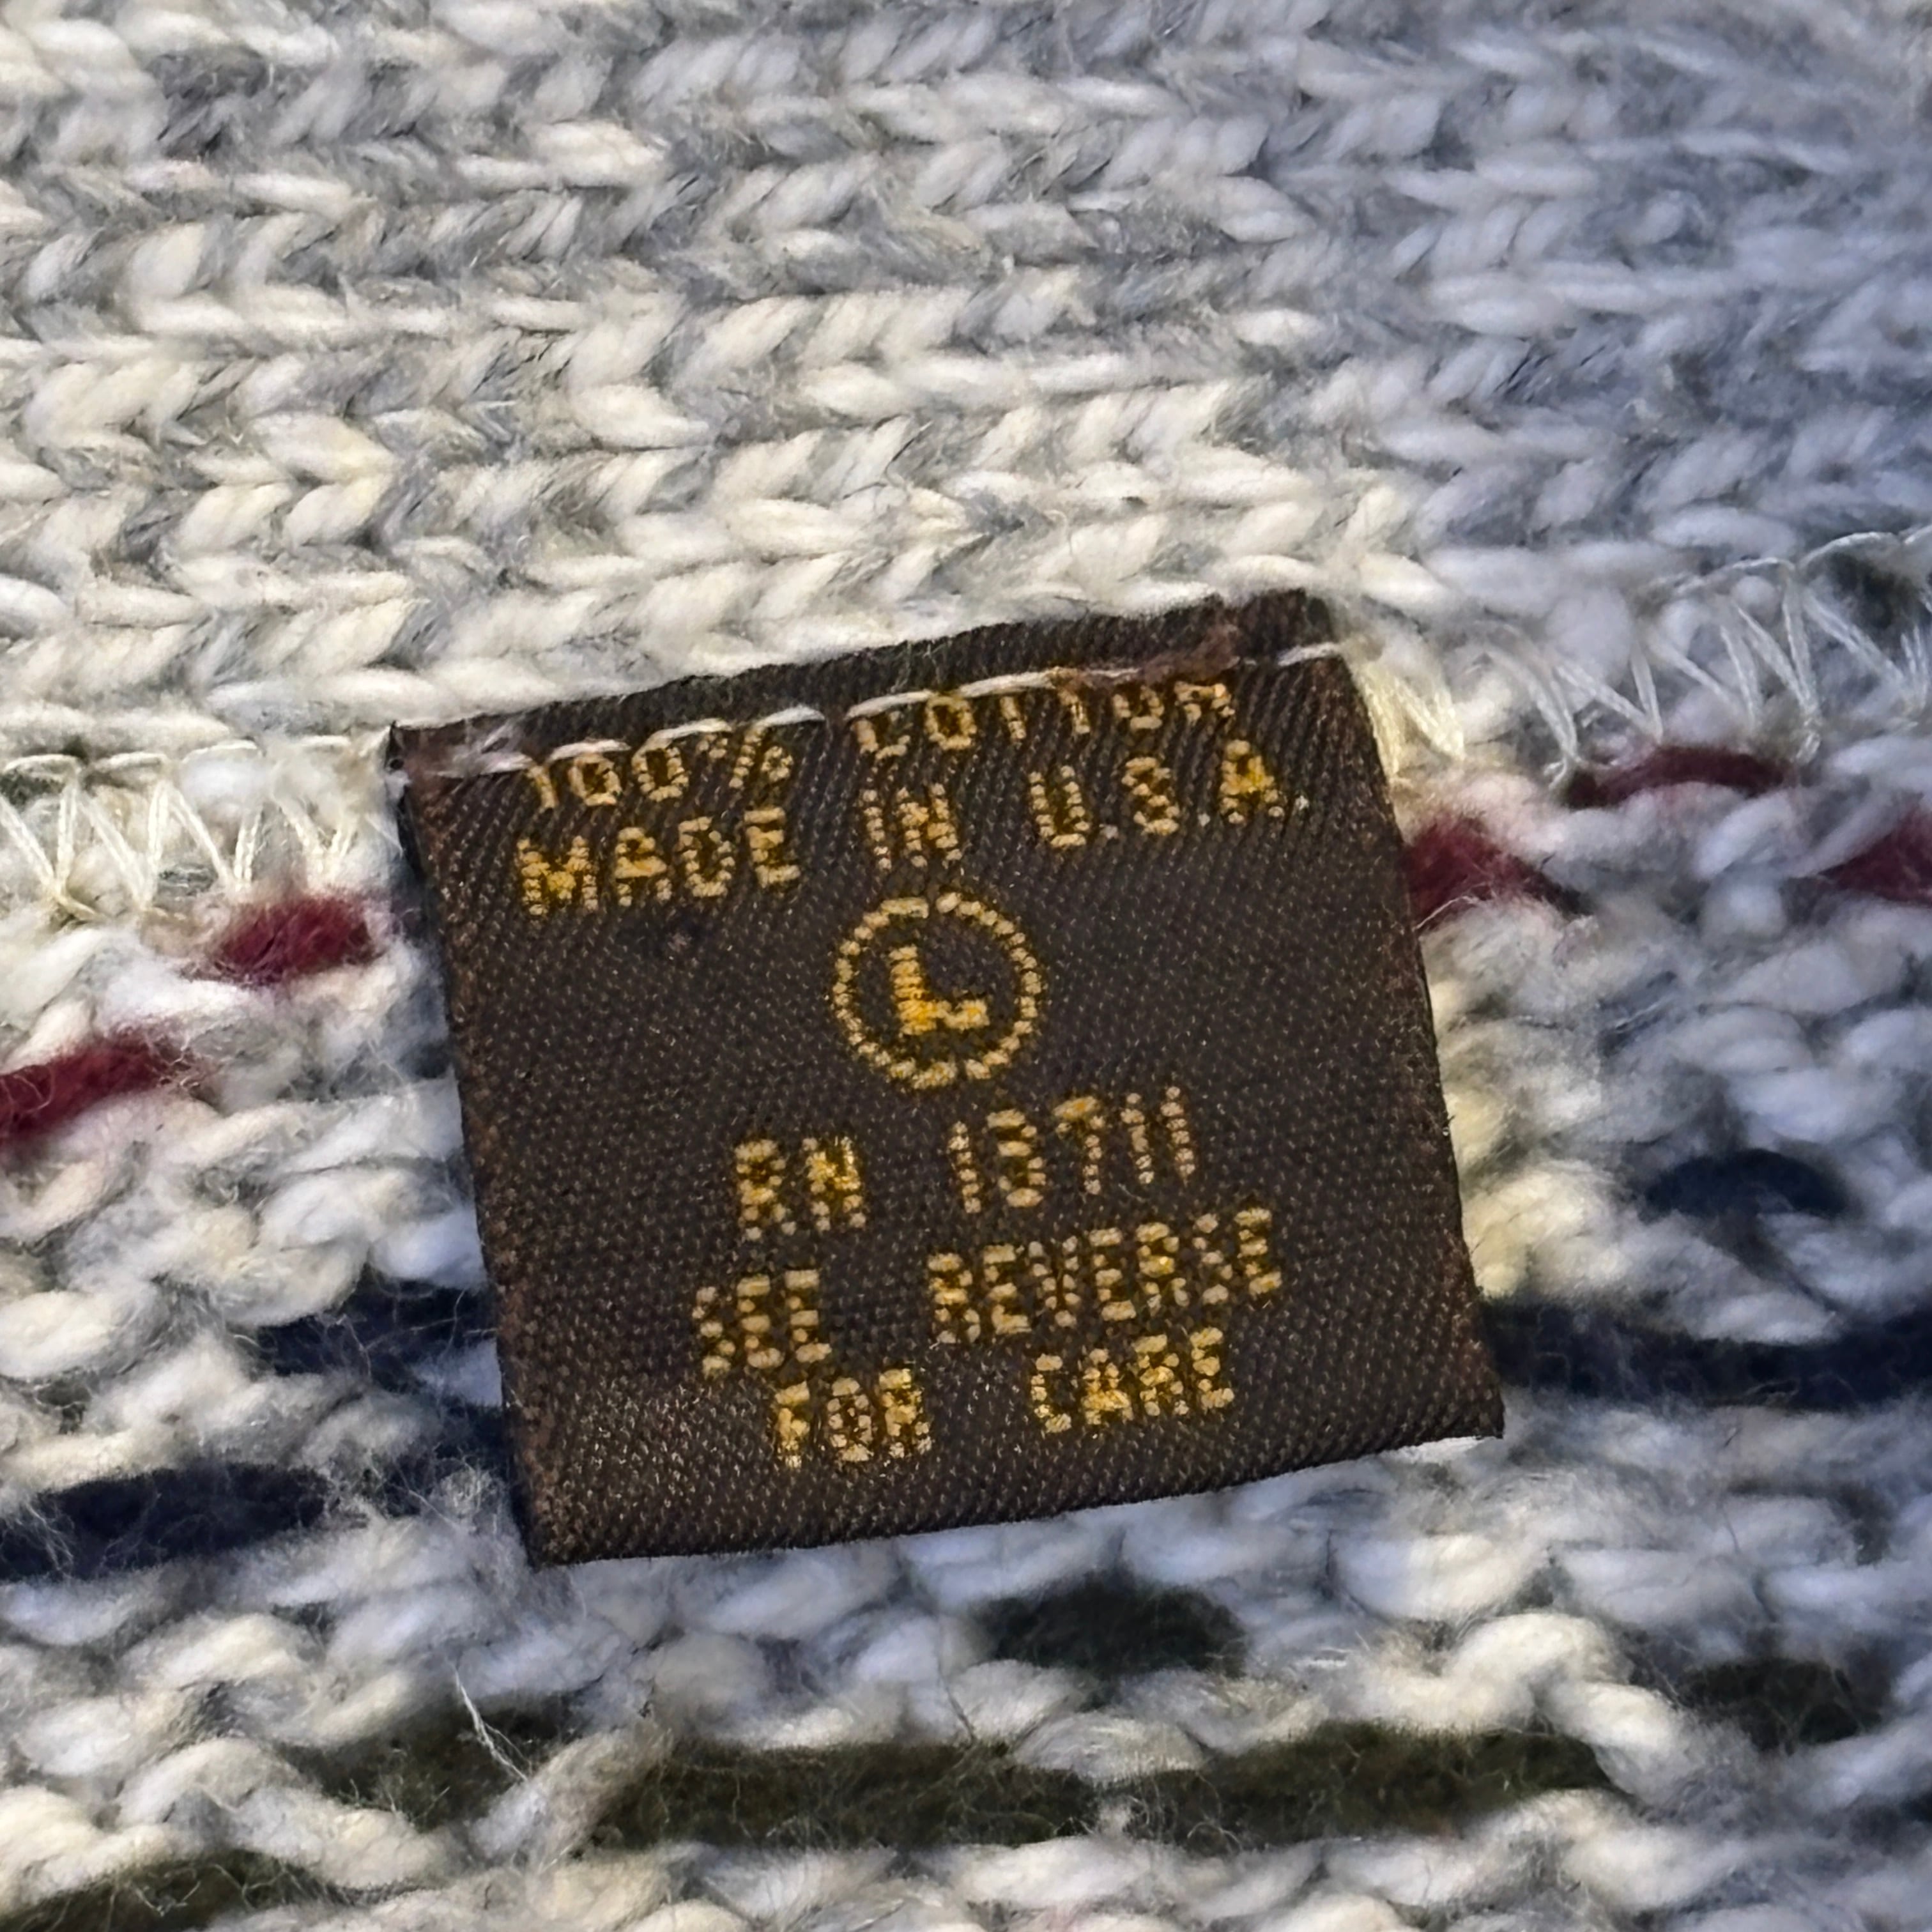 100% COTTON
MADE IN U.S.A.
L
RN 13711
SEE REVERSE
FOR CARE